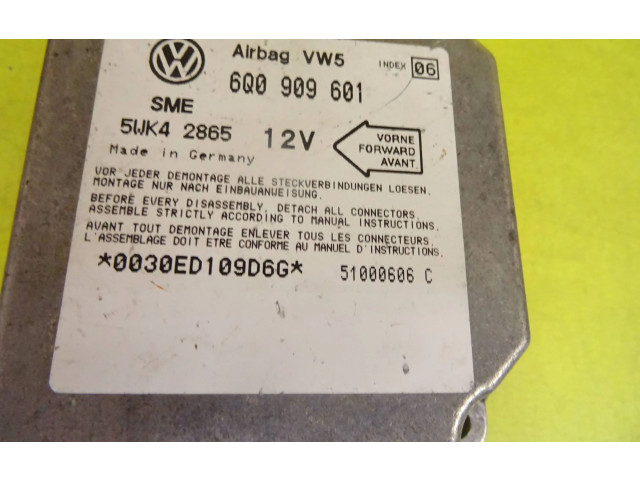 Airbag VW5
INDEX 06
6Q0 909 601
SME
5WK4 2865
12V
VORNE
FORWARD
AVANT
Made in Germany
VOR JEDER DEMONTAGE ALLE STECKVERBINDUNGEN LOESEN.
MONTAGE NUR NACH EINBAUANWEISUNG.
BEFORE EVERY DISASSEMBLY, DETACH ALL CONNECTORS.
ASSEMBLE STRICTLY ACCORDING TO MANUAL INSTRUCTIONS.
AVANT TOUT DEMONTAGE ENLEVER TOUS LES CONNECTEURS.
L'ASSEMBLAGE DOIT ETRE CONFORME AU MANUEL D'INSTRUCTIONS.
*0030ED109D6G*
51000606 C